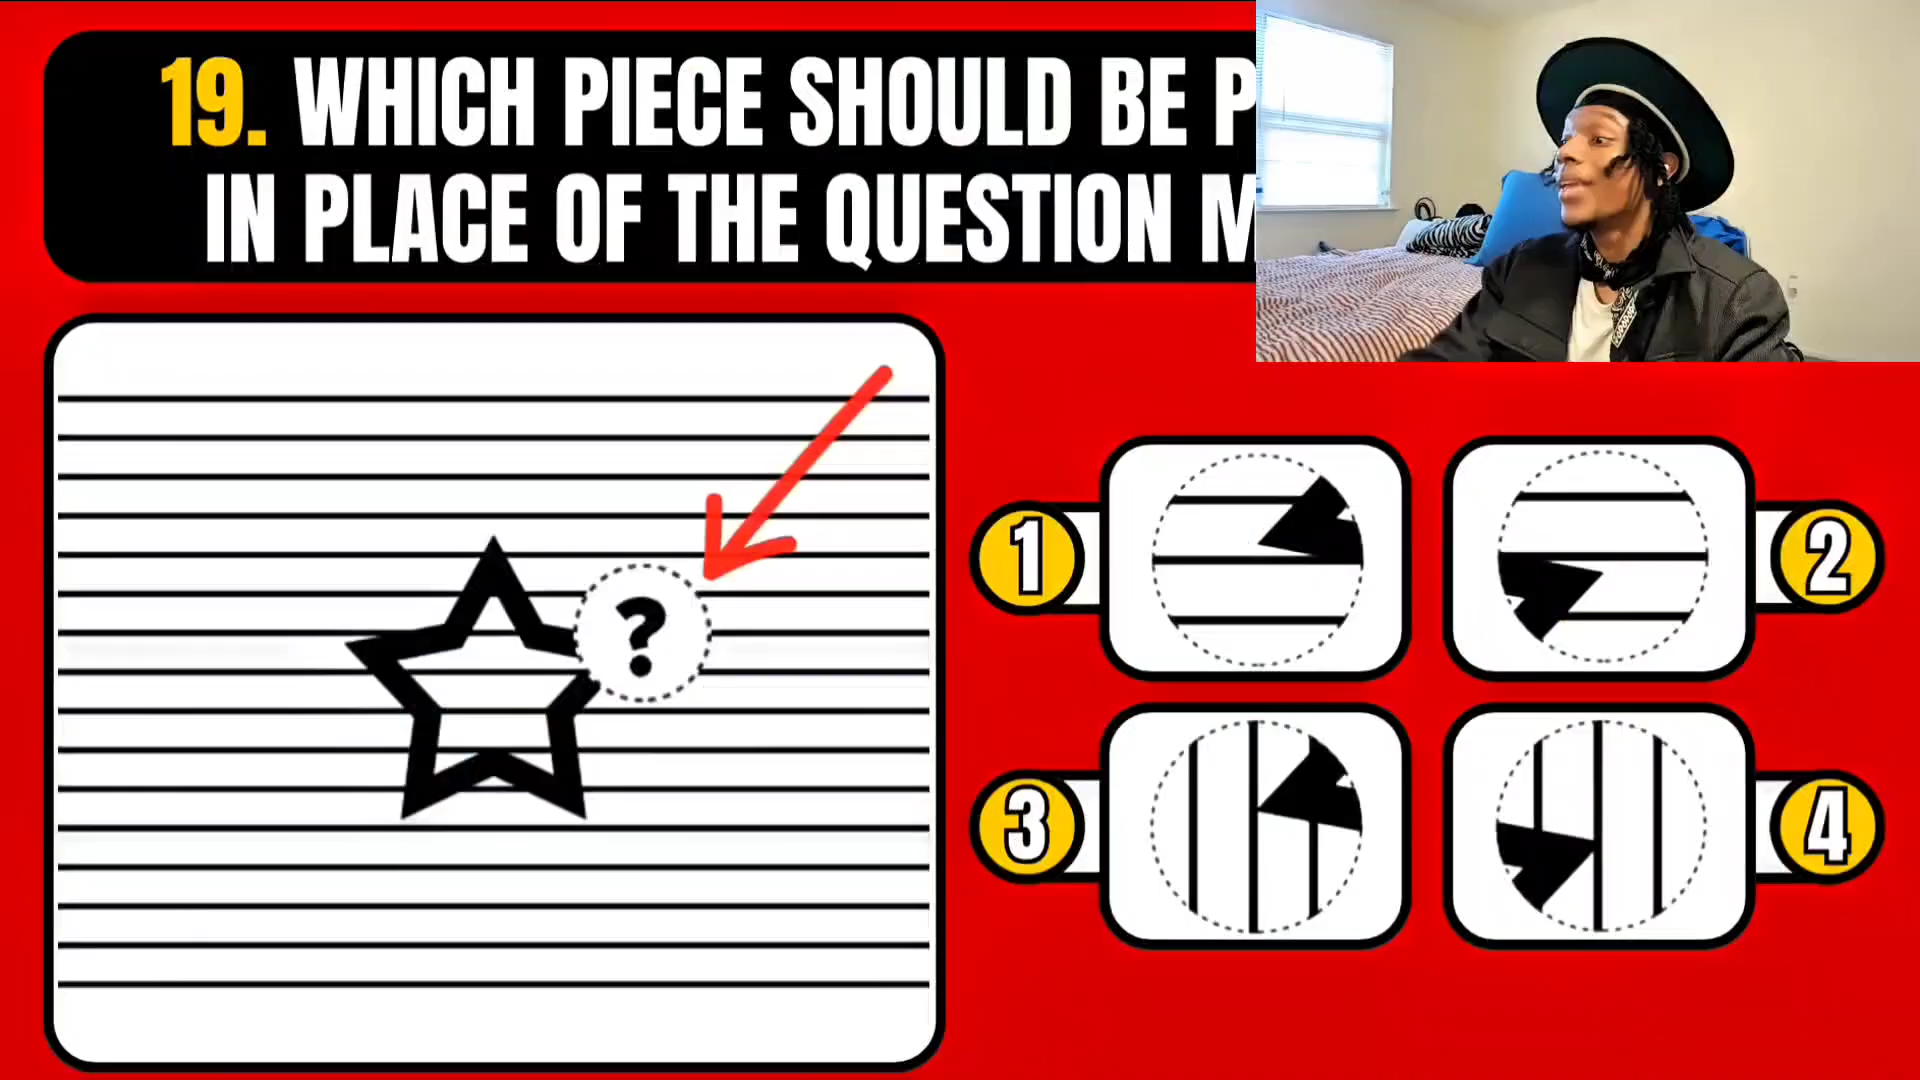 19. WHICH PIECE SHOULD BE P
IN PLACE OF THE QUESTION M
?
1
2
3
4